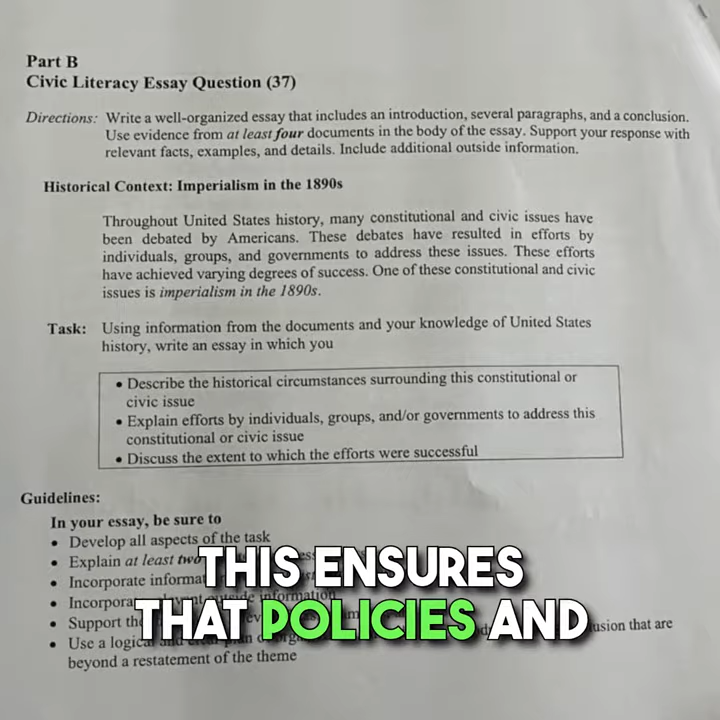 Part B
Civic Literacy Essay Question (37)
Directions: Write a well-organized essay that includes an introduction, several paragraphs, and a conclusion.
Use evidence from at least four documents in the body of the essay. Support your response with
relevant facts, examples, and details. Include additional outside information.
Historical Context: Imperialism in the 1890s
Throughout United States history, many constitutional and civic issues have
been debated by Americans. These debates have resulted in efforts by
individuals, groups, and governments to address these issues. These efforts
have achieved varying degrees of success. One of these constitutional and civic
issues is imperialism in the 1890s.
Task: Using information from the documents and your knowledge of United States
history, write an essay in which you
• Describe the historical circumstances surrounding this constitutional or
civic issue
• Explain efforts by individuals, groups, and/or governments to address this
constitutional or civic issue
• Discuss the extent to which the efforts were successful
Guidelines:
In your essay, be sure to
• Develop all aspects of the task
• Explain at least two
• Incorporate
• outside information
• Support
• Use a logical and that are
beyond a restatement of the theme
THIS ENSURES
THAT POLICIES AND